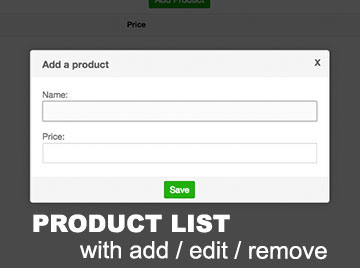 Add Product
Price
Add a product x
Name:
Price:
Save
PRODUCT LIST
with add / edit / remove